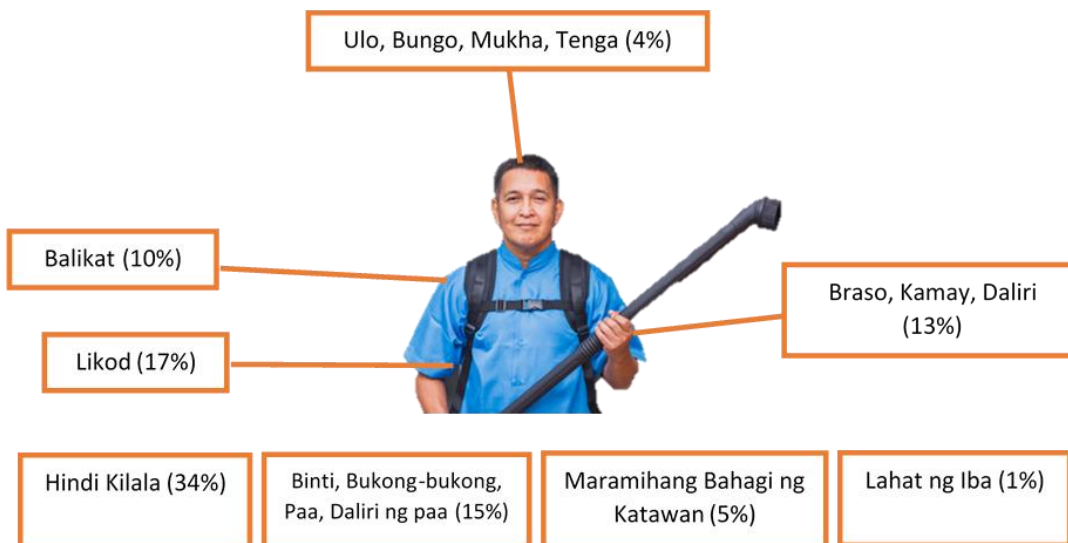 Ulo, Bungo, Mukha, Tenga (4%)
Balikat (10%)
Braso, Kamay, Daliri
(13%)
Likod (17%)
Hindi Kilala (34%)
Binti, Bukong-bukong,
Paa, Daliri ng paa (15%)
Maramihang Bahagi ng
Katawan (5%)
Lahat ng Iba (1%)